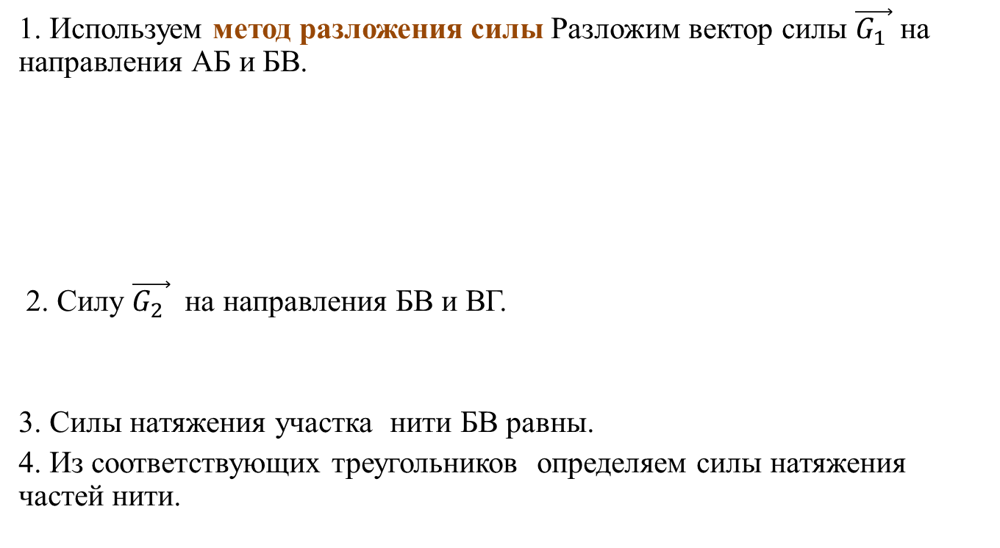 1. Используем метод разложения силы Разложим вектор силы $\overrightarrow{G_1}$ на
направления АБ и БВ.
2. Силу $\overrightarrow{G_2}$ на направления БВ и ВГ.
3. Силы натяжения участка нити БВ равны.
4. Из соответствующих треугольников определяем силы натяжения
частей нити.